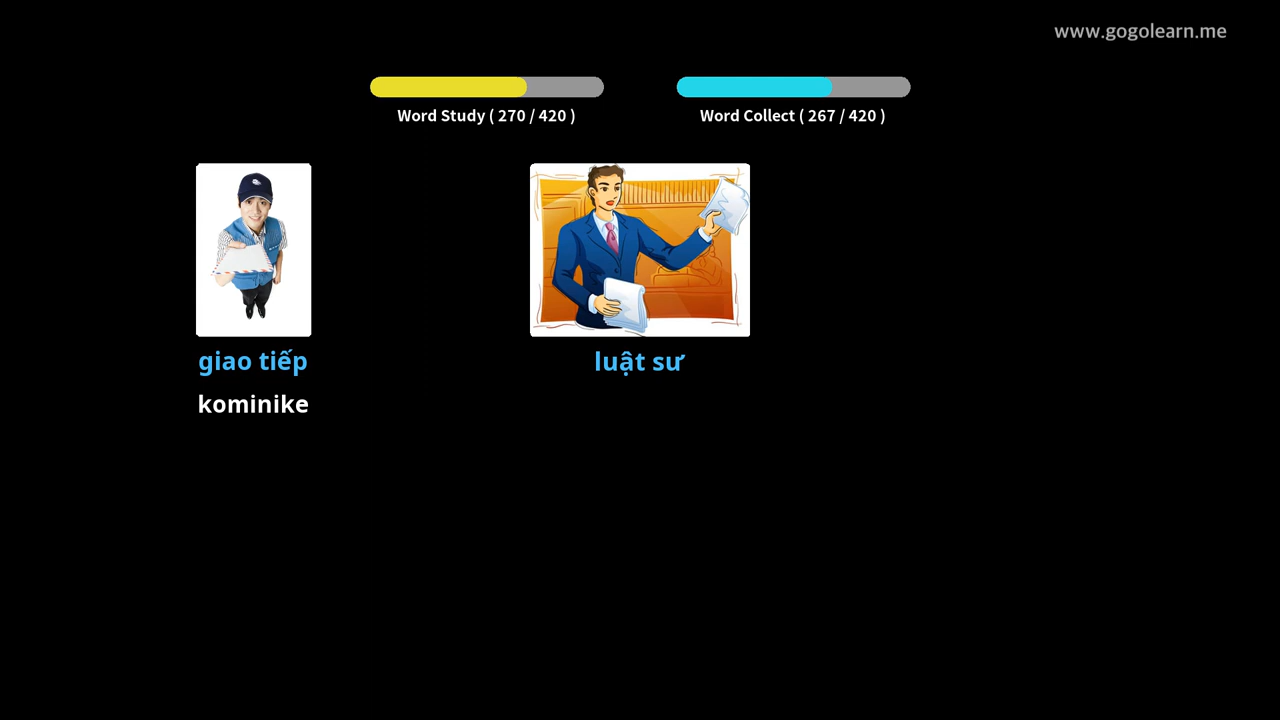 www.gogolearn.me
Word Study ( 270 / 420 )
Word Collect ( 267 / 420 )
giao tiếp
luật sư
kominike